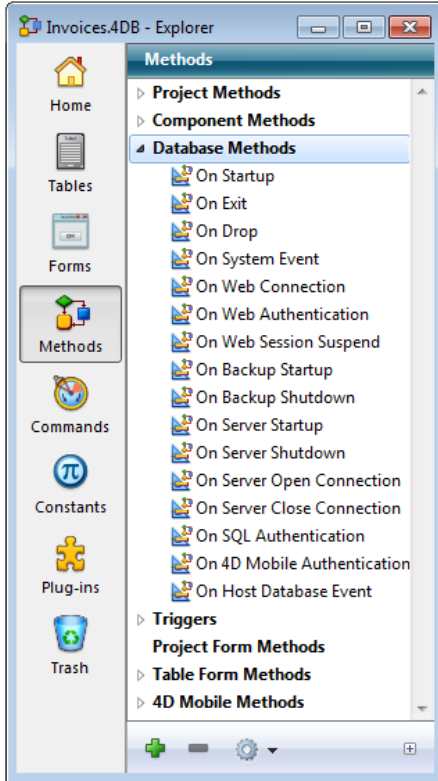 Invoices.4DB - Explorer
Home
Tables
Forms
Methods
Commands
Constants
Plug-ins
Trash
Methods
Project Methods
Component Methods
Database Methods
On Startup
On Exit
On Drop
On System Event
On Web Connection
On Web Authentication
On Web Session Suspend
On Backup Startup
On Backup Shutdown
On Server Startup
On Server Shutdown
On Server Open Connection
On Server Close Connection
On SQL Authentication
On 4D Mobile Authentication
On Host Database Event
Triggers
Project Form Methods
Table Form Methods
4D Mobile Methods